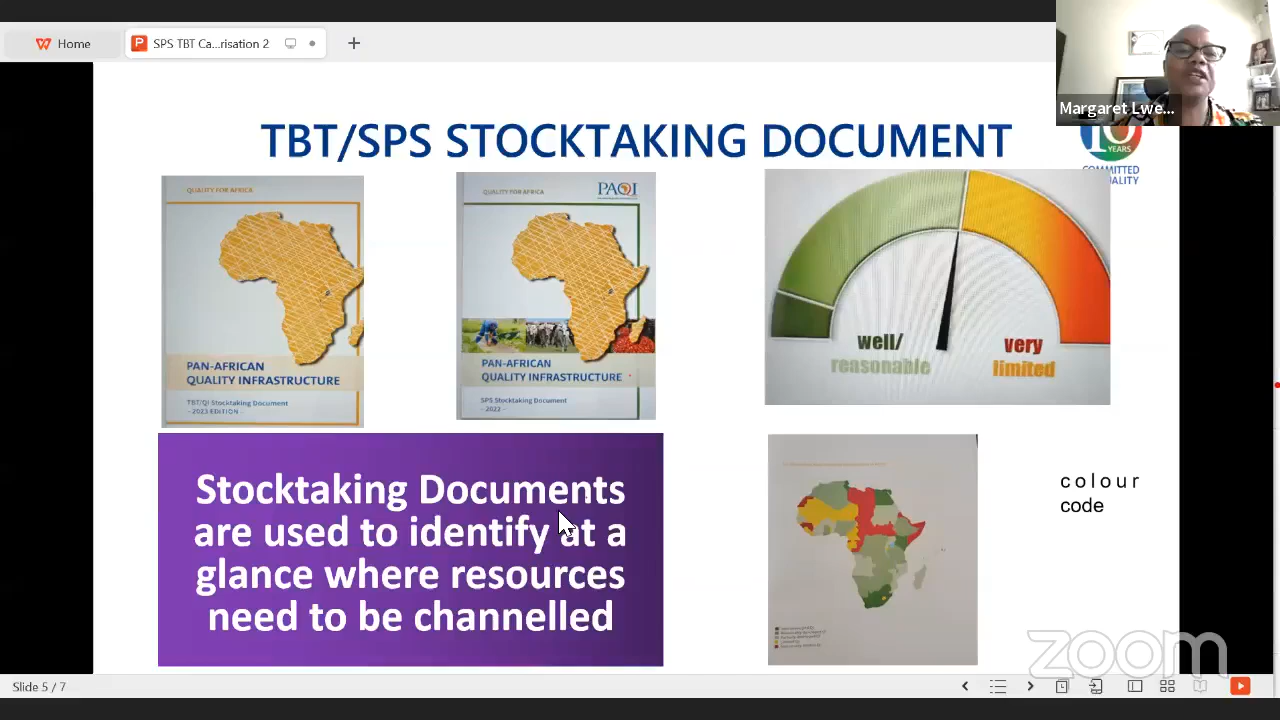 Home
SPS TBT Ca...risation 2
Margaret Lwe...
TBT/SPS STOCKTAKING DOCUMENT
10
YEARS
COMMITTED
ALITY
QUALITY FOR AFRICA
PAN-AFRICAN
QUALITY INFRASTRUCTURE
TBT/QI Stocktaking Document
- 2023 EDITION -
QUALITY FOR AFRICA
PAQI
PAN-AFRICAN
QUALITY INFRASTRUCTURE
SPS Stocktaking Document
- 2022 -
well/
reasonable
very
limited
Stocktaking Documents
are used to identify at a
glance where resources
need to be channelled
colour
code
zoom
Slide 5 / 7